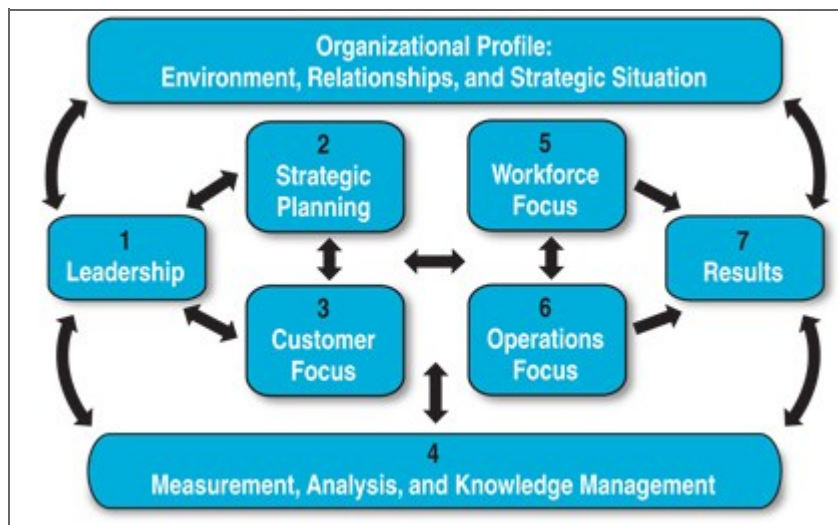 Organizational Profile:
Environment, Relationships, and Strategic Situation
2
Strategic
Planning
5
Workforce
Focus
1
Leadership
7
Results
3
Customer
Focus
6
Operations
Focus
4
Measurement, Analysis, and Knowledge Management